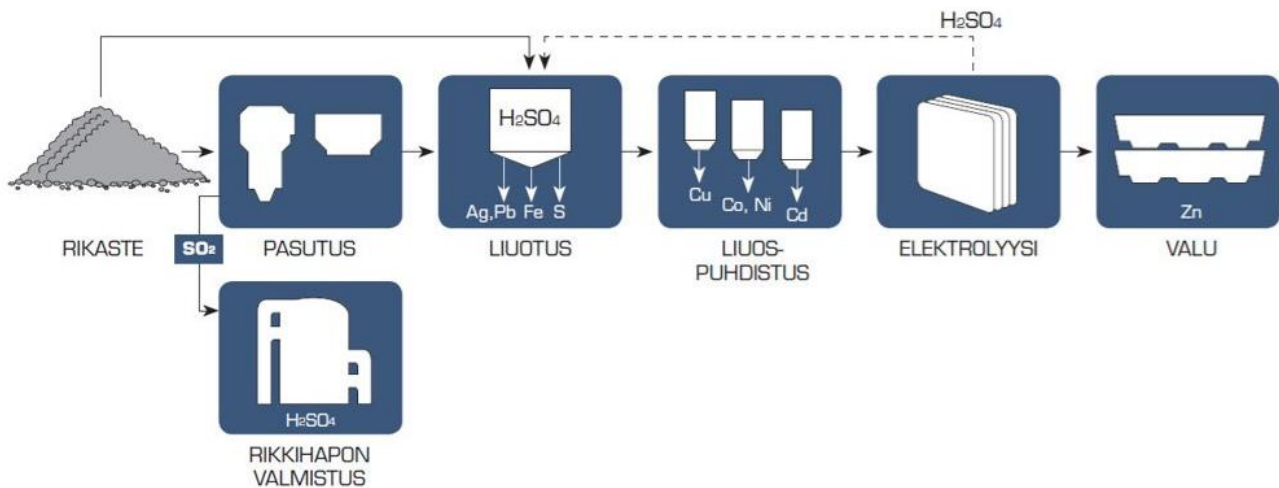 H₂SO₄
H₂SO₄
Ag,Pb Fe S
Cu
Co, Ni
Cd
Zn
RIKASTE
SO₂
PASUTUS
LIUOTUS
LIUOS-
PUHDISTUS
ELEKTROLYYSI
VALU
H₂SO₄
RIKKIHAPON
VALMISTUS